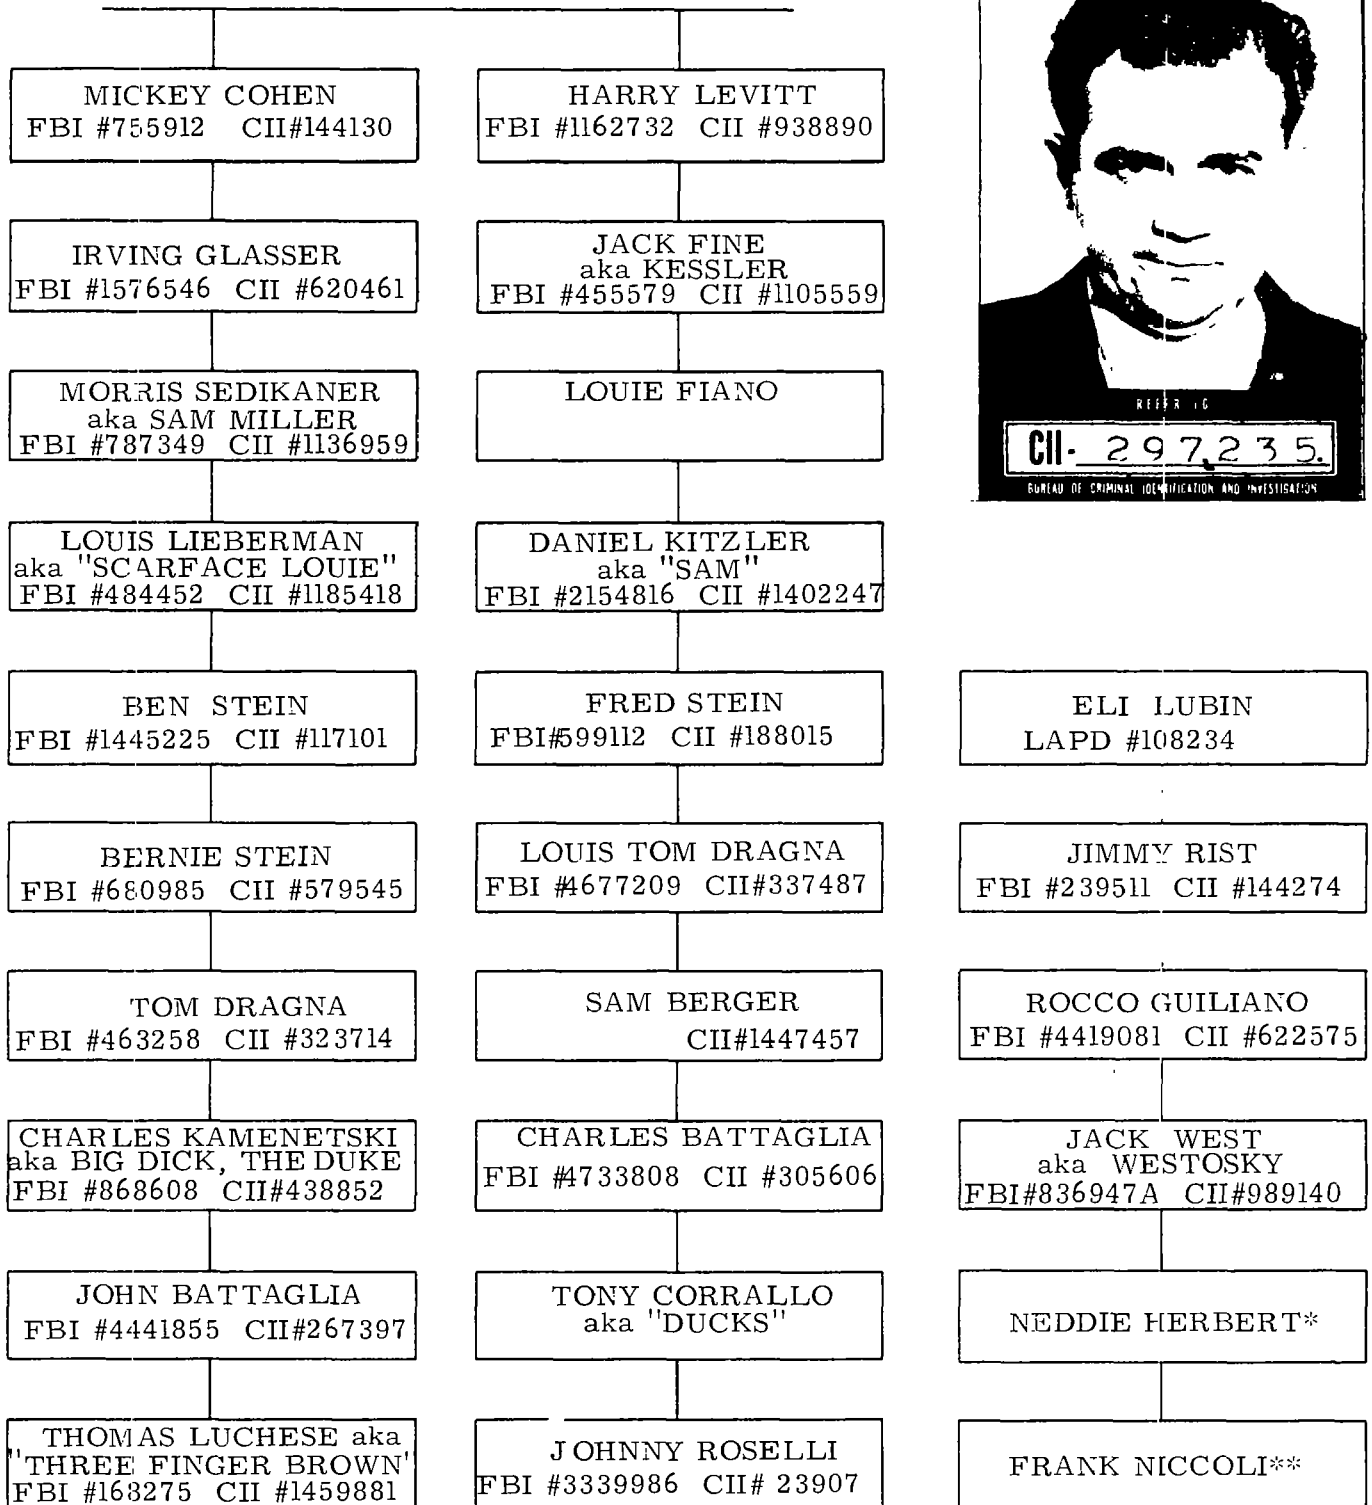 MICKEY COHEN
FBI #755912 CII#144130
IRVING GLASSER
FBI #1576546 CII #620461
MORRIS SEDIKANER
aka SAM MILLER
FBI #787349 CII #1136959
LOUIS LIEBERMAN
aka "SCARFACE LOUIE"
FBI #484452 CII #1185418
BEN STEIN
FBI #1445225 CII #117101
BERNIE STEIN
FBI #680985 CII #579545
TOM DRAGNA
FBI #463258 CII #323714
CHARLES KAMENETSKI
aka BIG DICK, THE DUKE
FBI #868608 CII#438852
JOHN BATTAGLIA
FBI #4441855 CII#267397
THOMAS LUCHESE aka
"THREE FINGER BROWN"
FBI #168275 CII #1459881
HARRY LEVITT
FBI #1162732 CII #938890
JACK FINE
aka KESSLER
FBI #455579 CII #1105559
LOUIE FIANO
DANIEL KITZLER
aka "SAM"
FBI #2154816 CII #1402247
FRED STEIN
FBI#599112 CII #188015
LOUIS TOM DRAGNA
FBI #4677209 CII#337487
SAM BERGER
CII#1447457
CHARLES BATTAGLIA
FBI #4733808 CII #305606
TONY CORRALLO
aka "DUCKS"
JOHNNY ROSELLI
FBI #3339986 CII# 23907
REFER TO
CII- 297,235.
BUREAU OF CRIMINAL IDENTIFICATION AND INVESTIGATION
ELI LUBIN
LAPD #108234
JIMMY RIST
FBI #239511 CII #144274
ROCCO GUILIANO
FBI #4419081 CII #622575
JACK WEST
aka WESTOSKY
FBI#836947A CII#989140
NEDDIE HERBERT*
FRANK NICCOLI**